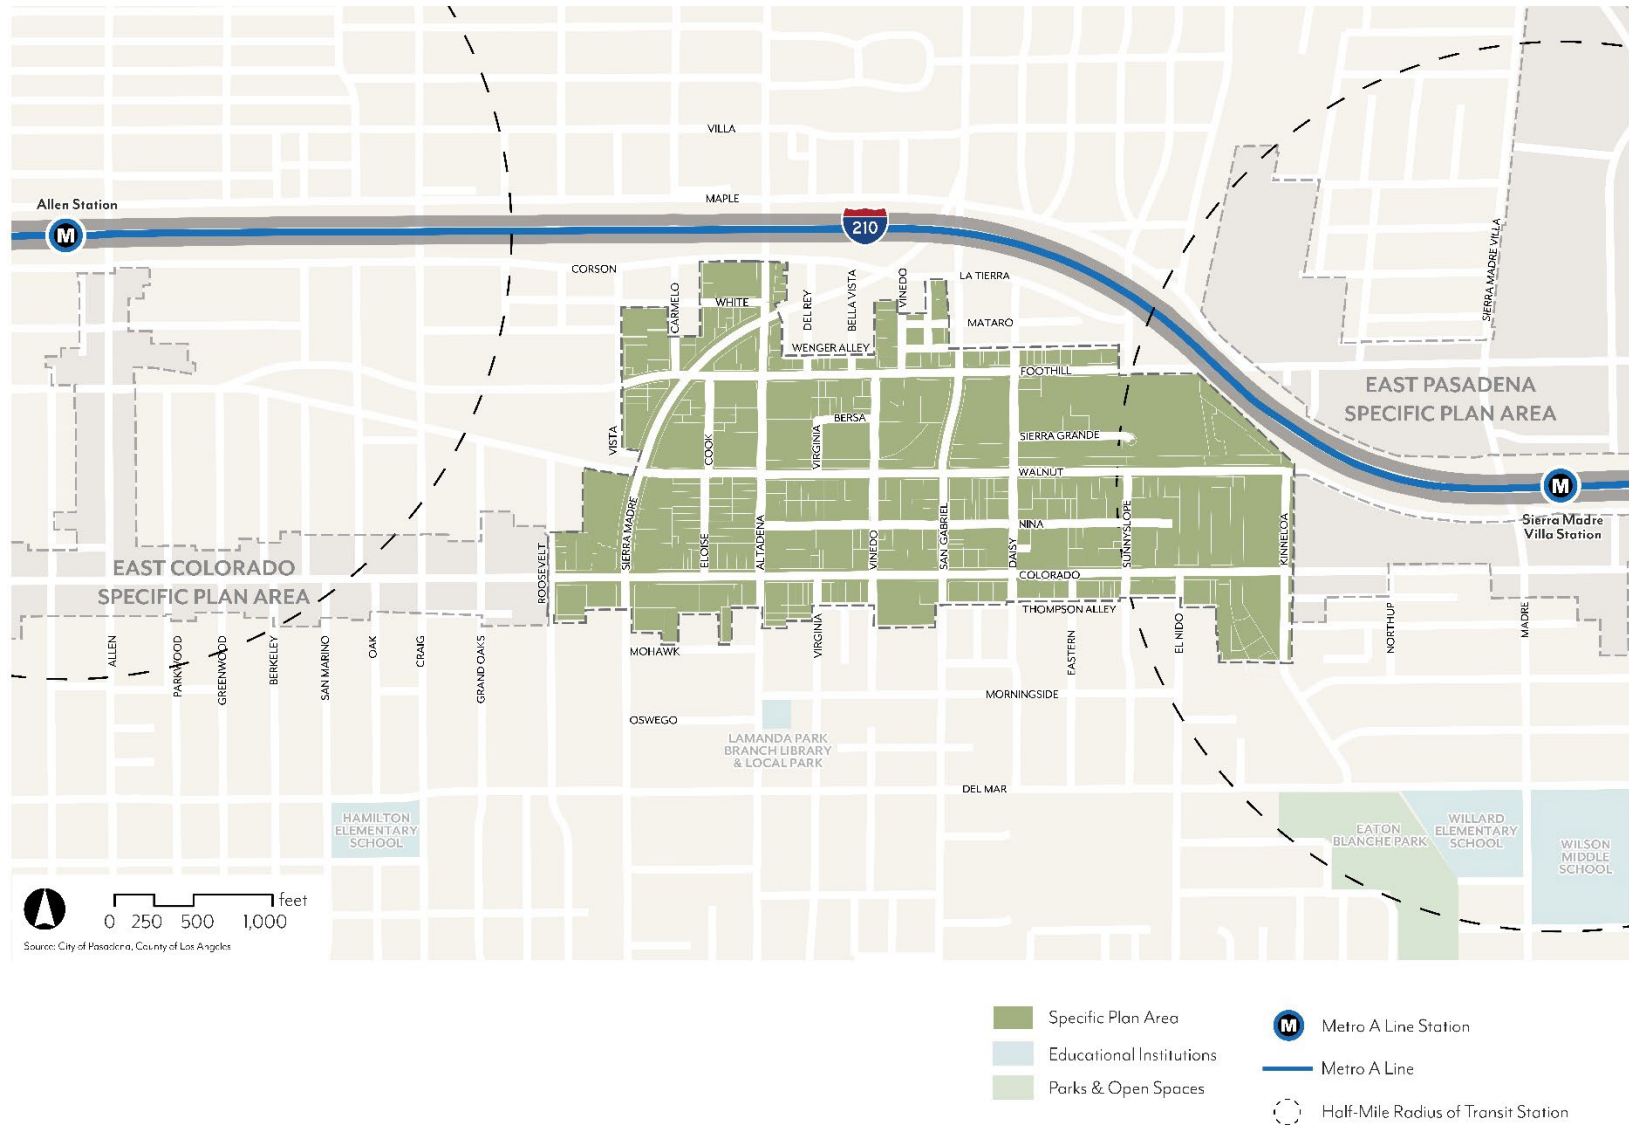 VILLA
Allen Station
MAPLE
M
210
SIERRA MADRE VILLA
CORSON
CARMELO
WHITE
DEL REY
BELLA VISTA
VINEDO
LA TIERRA
MATARO
WENGER ALLEY
FOOTHILL
EAST PASADENA
SPECIFIC PLAN AREA
VISTA
COOK
VIRGINIA
BERSA
SIERRA GRANDE
WALNUT
M
Sierra Madre
Villa Station
SIERRA MADRE
ELOISE
ALTADENA
VINEDO
SAN GABRIEL
NINA
DAISY
SUNNYSLOPE
KINNELOA
ROOSEVELT
EAST COLORADO
SPECIFIC PLAN AREA
COLORADO
THOMPSON ALLEY
ALLEN
PARKWOOD
GREENWOOD
BERKELEY
SAN MARINO
OAK
CRAIG
GRAND OAKS
MOHAWK
VIRGINIA
EASTERN
EL NIDO
NORTHUP
MADRE
MORNINGSIDE
OSWEGO
LAMANDA PARK
BRANCH LIBRARY
& LOCAL PARK
DEL MAR
HAMILTON
ELEMENTARY
SCHOOL
EATON
BLANCHE PARK
WILLARD
ELEMENTARY
SCHOOL
WILSON
MIDDLE
SCHOOL
feet
0 250 500 1,000
Source: City of Pasadena, County of Los Angeles
Specific Plan Area
Educational Institutions
Parks & Open Spaces
M Metro A Line Station
Metro A Line
Half-Mile Radius of Transit Station